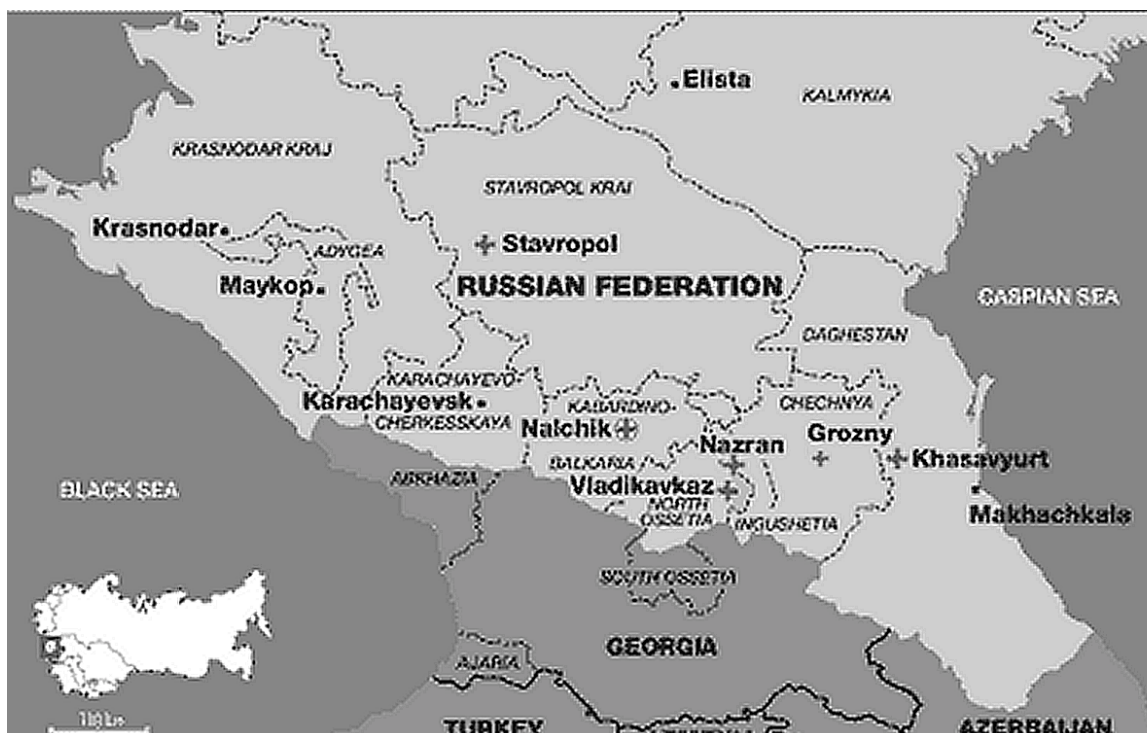 Elista
KALMYKIA
KRASNODAR KRAJ
STAVROPOL KRAI
Krasnodar
ADYGEA
Stavropol
Maykop
RUSSIAN FEDERATION
CASPIAN SEA
DAGHESTAN
KARACHAYEVO-
Karachayevsk
CHERKESSKAYA
KABARDINO-
CHECHNYA
Nalchik
Grozny
Nazran
Khasavyurt
BALKARIA
ABKHAZIA
BLACK SEA
Vladikavkaz
NORTH
OSSETIA
INGUSHETIA
Makhachkala
SOUTH OSSETIA
GEORGIA
AJARIA
TURKEY
AZERBAIJAN